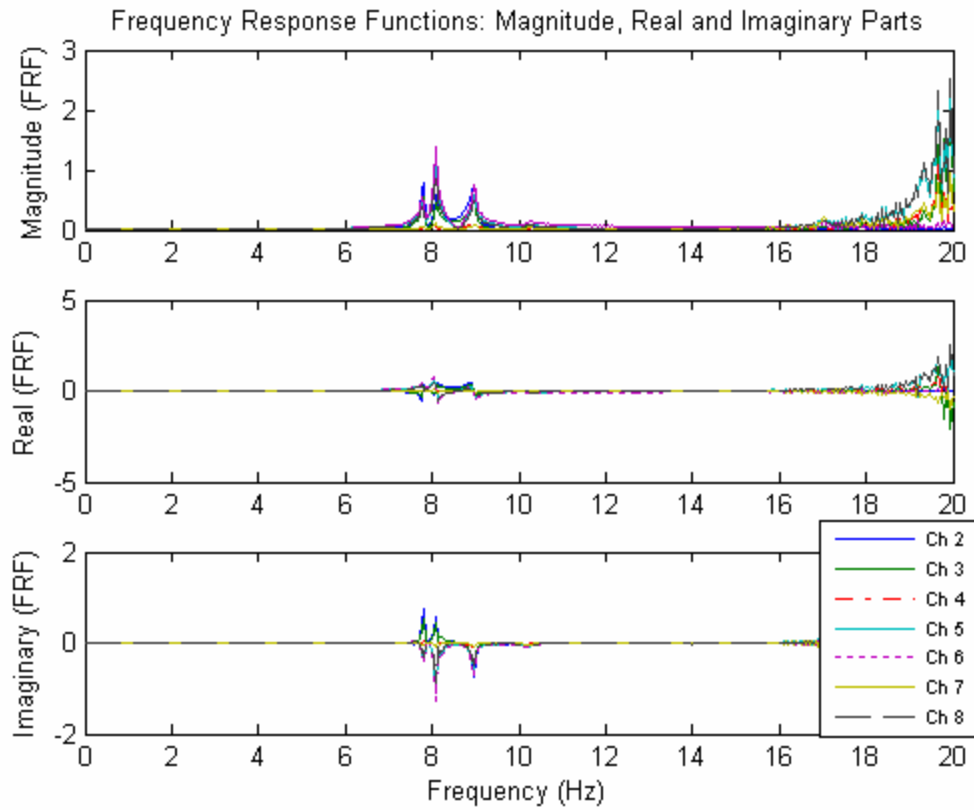 Frequency Response Functions: Magnitude, Real and Imaginary Parts
Magnitude (FRF)
3
2
1
0
0 2 4 6 8 10 12 14 16 18 20
Real (FRF)
5
0
-5
0 2 4 6 8 10 12 14 16 18 20
Imaginary (FRF)
2
0
-2
Ch 2
Ch 3
Ch 4
Ch 5
Ch 6
Ch 7
Ch 8
0 2 4 6 8 10 12 14 16 18 20
Frequency (Hz)